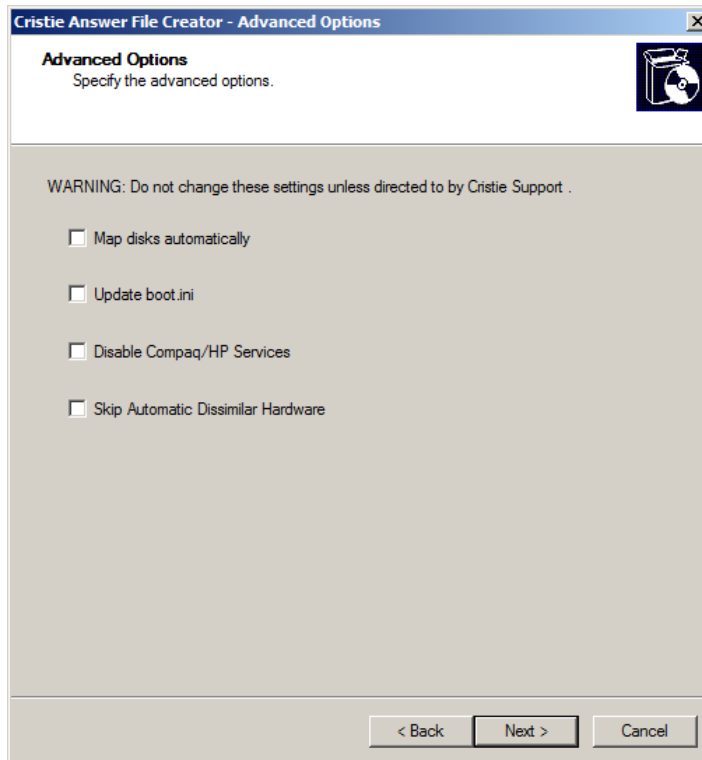 Cristie Answer File Creator - Advanced Options
Advanced Options
Specify the advanced options.
WARNING: Do not change these settings unless directed to by Cristie Support .
Map disks automatically
Update boot.ini
Disable Compaq/HP Services
Skip Automatic Dissimilar Hardware
< Back Next > Cancel